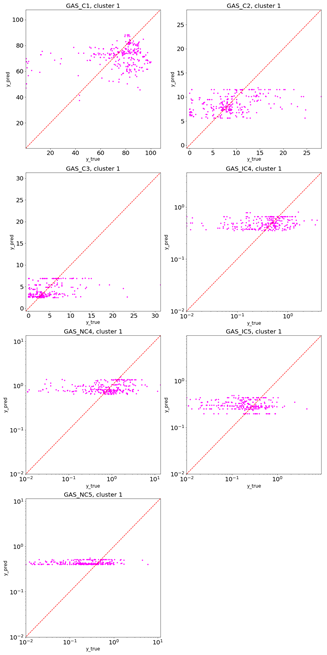 GAS_C1, cluster 1
100
80
60
40
20
y_pred
20 40 60 80 100
y_true
GAS_C2, cluster 1
25
20
15
10
5
0
y_pred
0 5 10 15 20 25
y_true
GAS_C3, cluster 1
30
25
20
15
10
5
0
y_pred
0 5 10 15 20 25 30
y_true
GAS_IC4, cluster 1
10⁰
10⁻¹
10⁻²
y_pred
10⁻² 10⁻¹ 10⁰
y_true
GAS_NC4, cluster 1
10¹
10⁰
10⁻¹
10⁻²
y_pred
10⁻² 10⁻¹ 10⁰ 10¹
y_true
GAS_IC5, cluster 1
10⁰
10⁻¹
10⁻²
y_pred
10⁻² 10⁻¹ 10⁰
y_true
GAS_NC5, cluster 1
10¹
10⁰
10⁻¹
10⁻²
y_pred
10⁻² 10⁻¹ 10⁰ 10¹
y_true